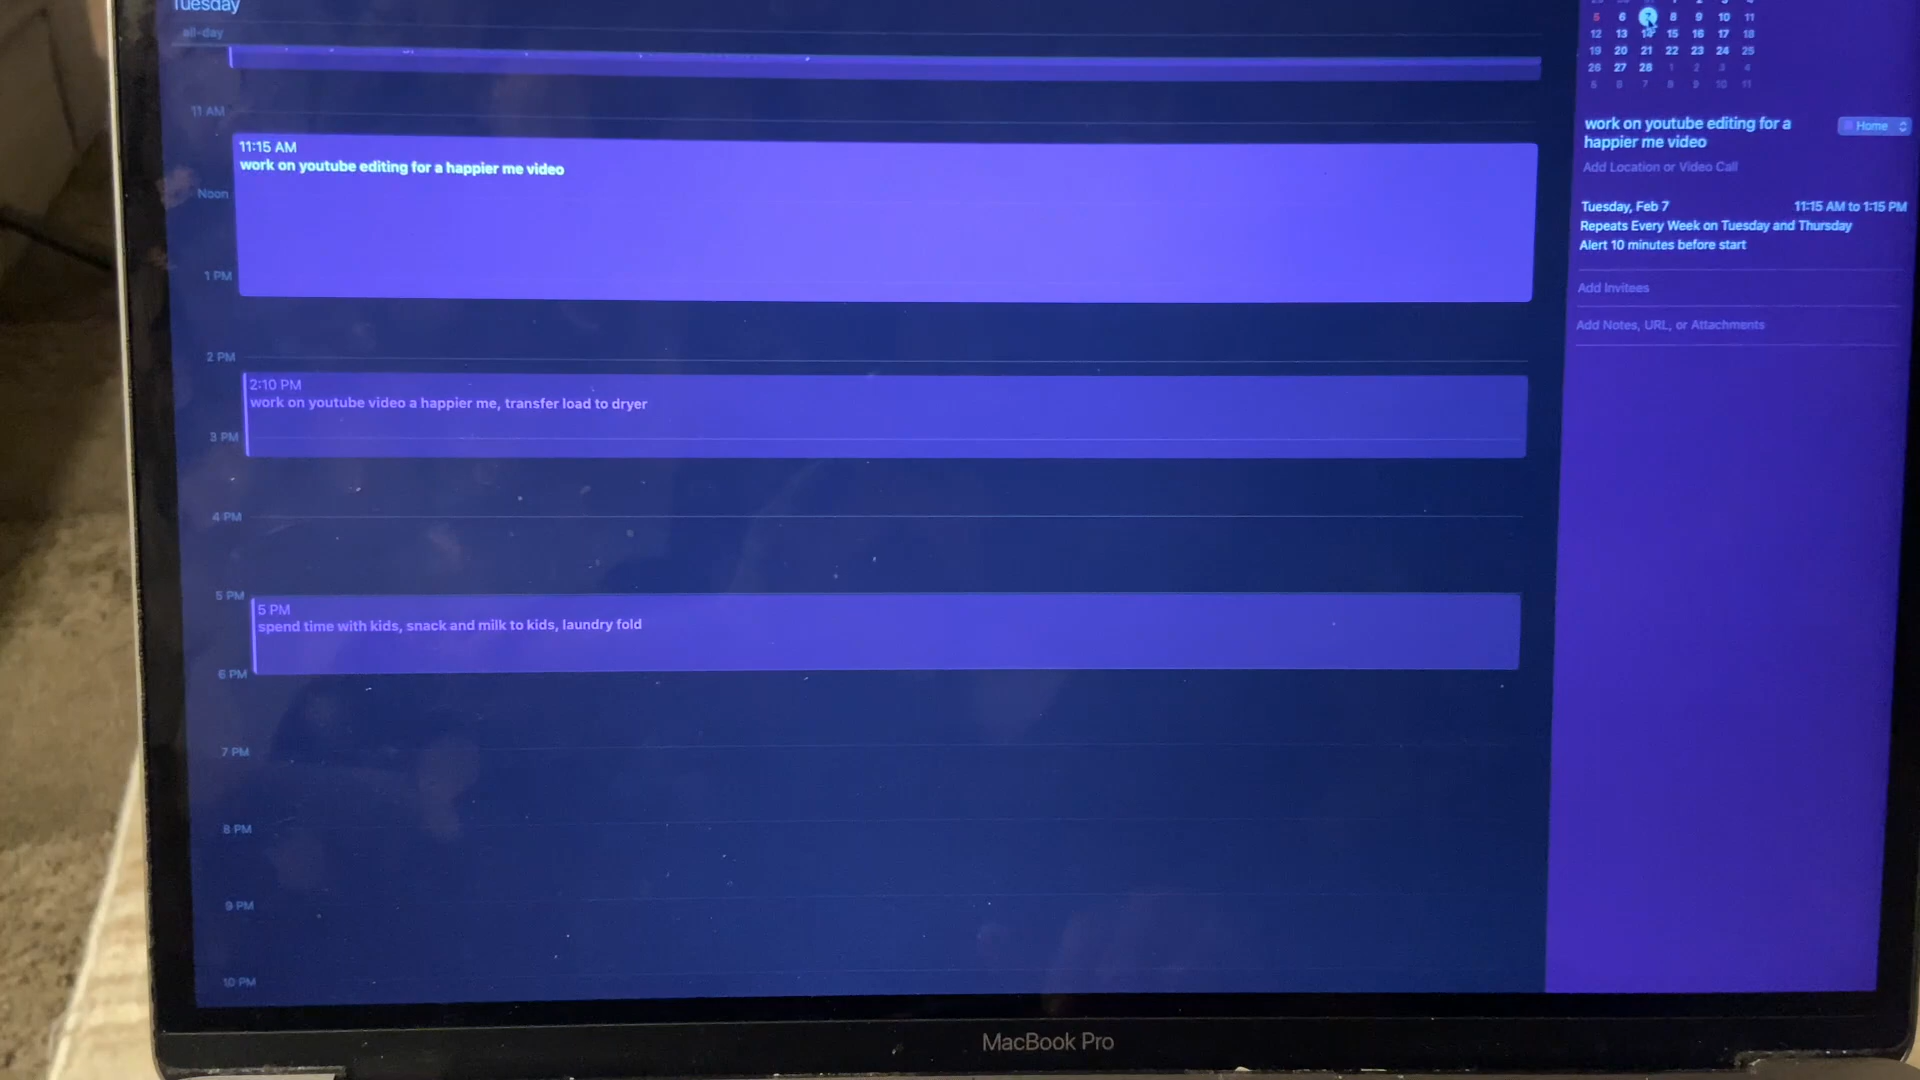 Tuesday
all-day
11 AM
11:15 AM
work on youtube editing for a happier me video
Noon
1 PM
2 PM
2:10 PM
work on youtube video a happier me, transfer load to dryer
3 PM
4 PM
5 PM
5 PM
spend time with kids, snack and milk to kids, laundry fold
6 PM
7 PM
8 PM
9 PM
10 PM
5 6 7 8 9 10 11
12 13 14 15 16 17 18
19 20 21 22 23 24 25
26 27 28 1 2 3 4
5 6 7 8 9 10 11
work on youtube editing for a
happier me video
Home
Add Location or Video Call
Tuesday, Feb 7 11:15 AM to 1:15 PM
Repeats Every Week on Tuesday and Thursday
Alert 10 minutes before start
Add Invitees
Add Notes, URL, or Attachments
MacBook Pro